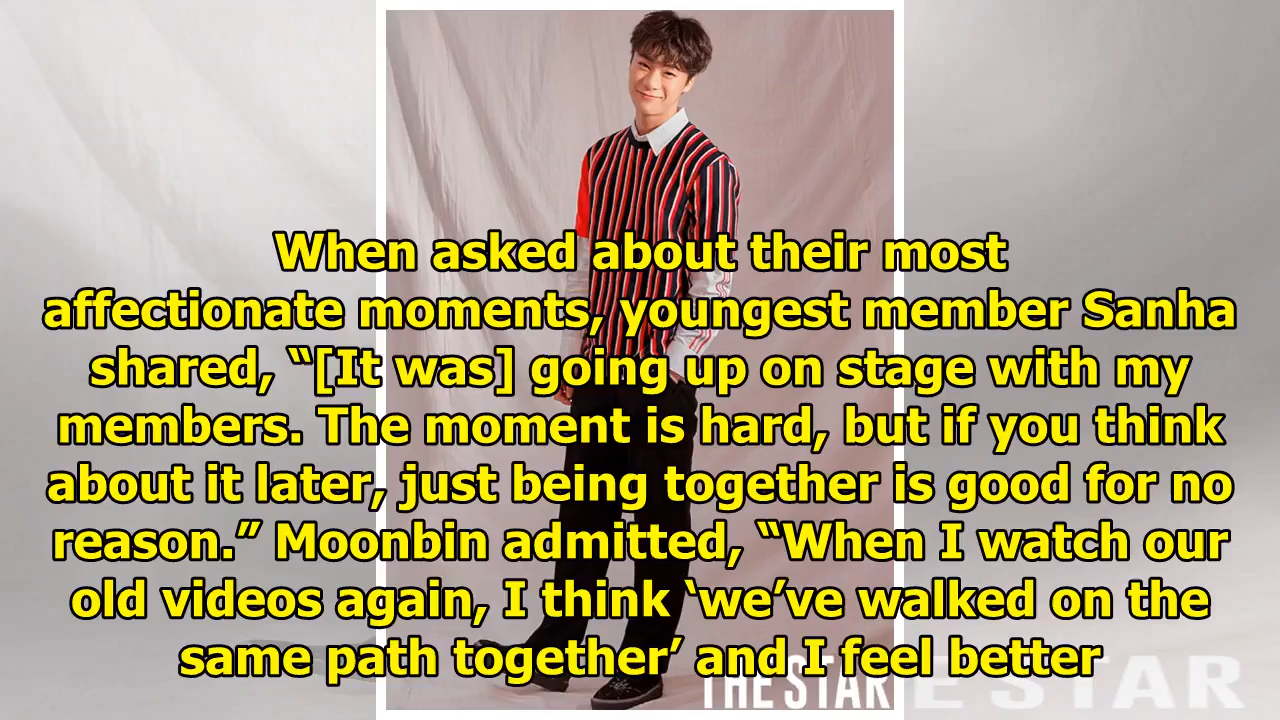 When asked about their most
affectionate moments, youngest member Sanha
shared, “[It was] going up on stage with my
members. The moment is hard, but if you think
about it later, just being together is good for no
reason.” Moonbin admitted, “When I watch our
old videos again, I think ‘we’ve walked on the
same path together’ and I feel better
THE STAR
E STAR